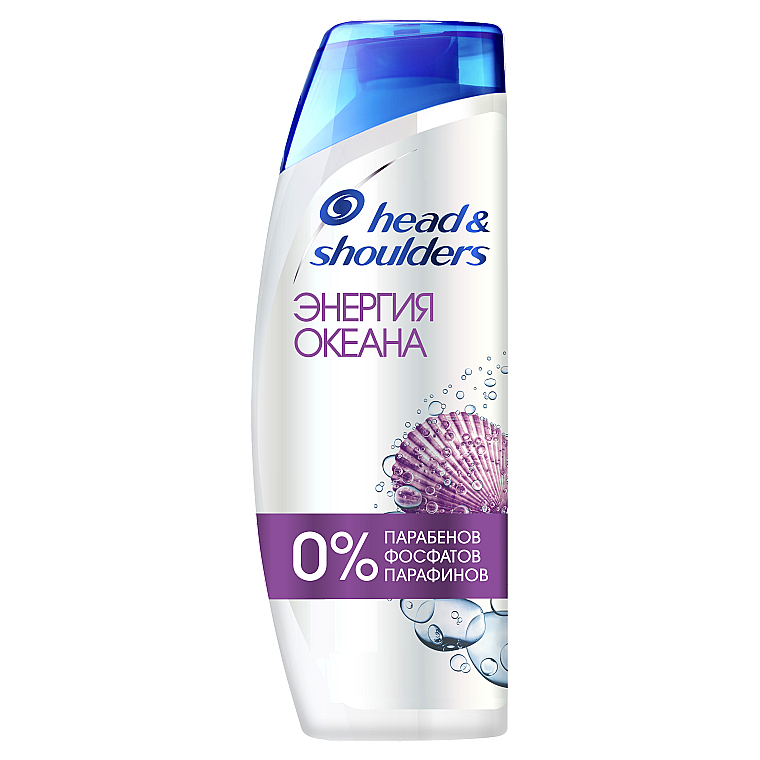 head &
shoulders
ЭНЕРГИЯ
ОКЕАНА
0% ПАРАБЕНОВ
ФОСФАТОВ
ПАРАФИНОВ